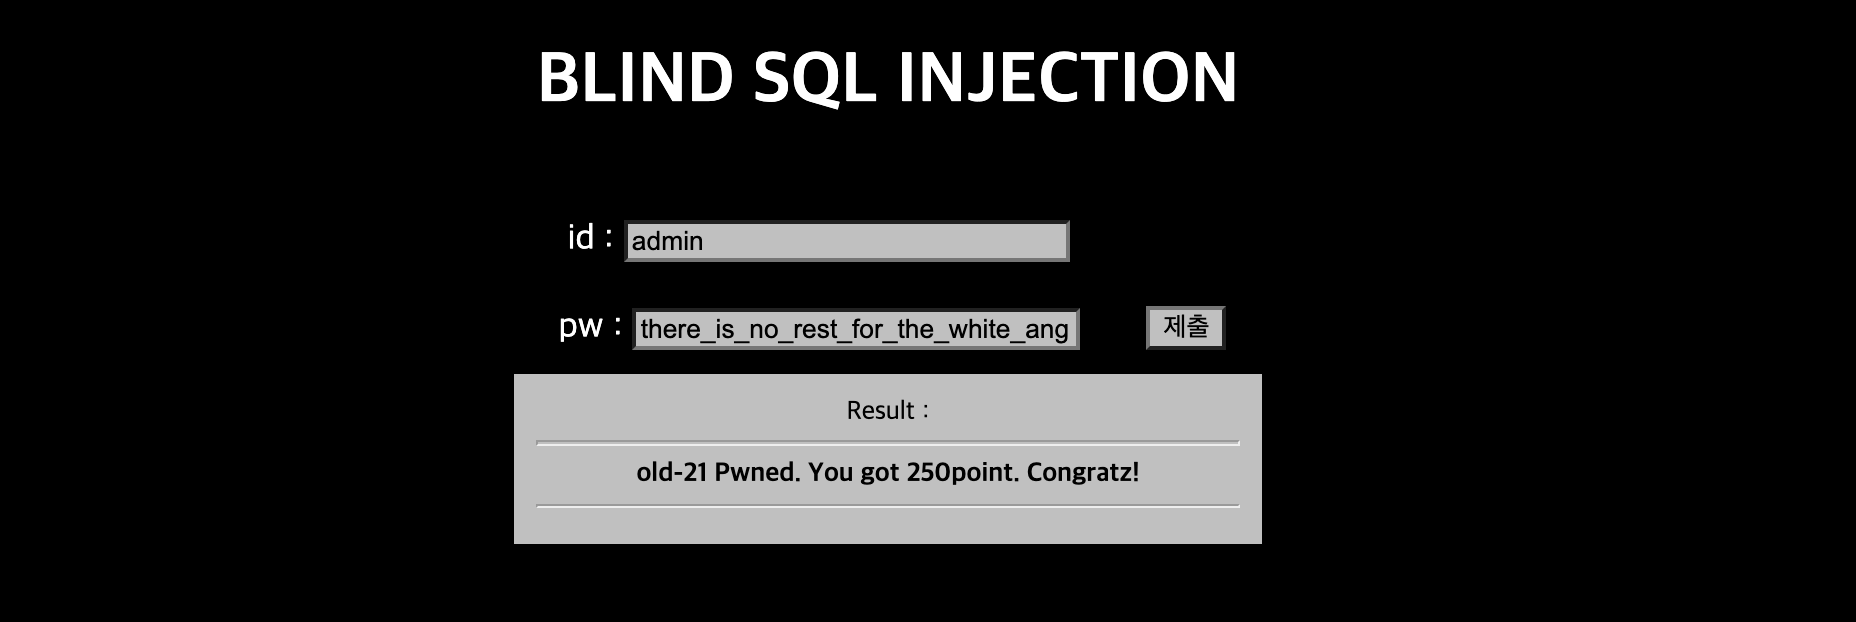 BLIND SQL INJECTION
id : admin
pw : there_is_no_rest_for_the_white_ang 제출
Result :
old-21 Pwned. You got 250point. Congratz!